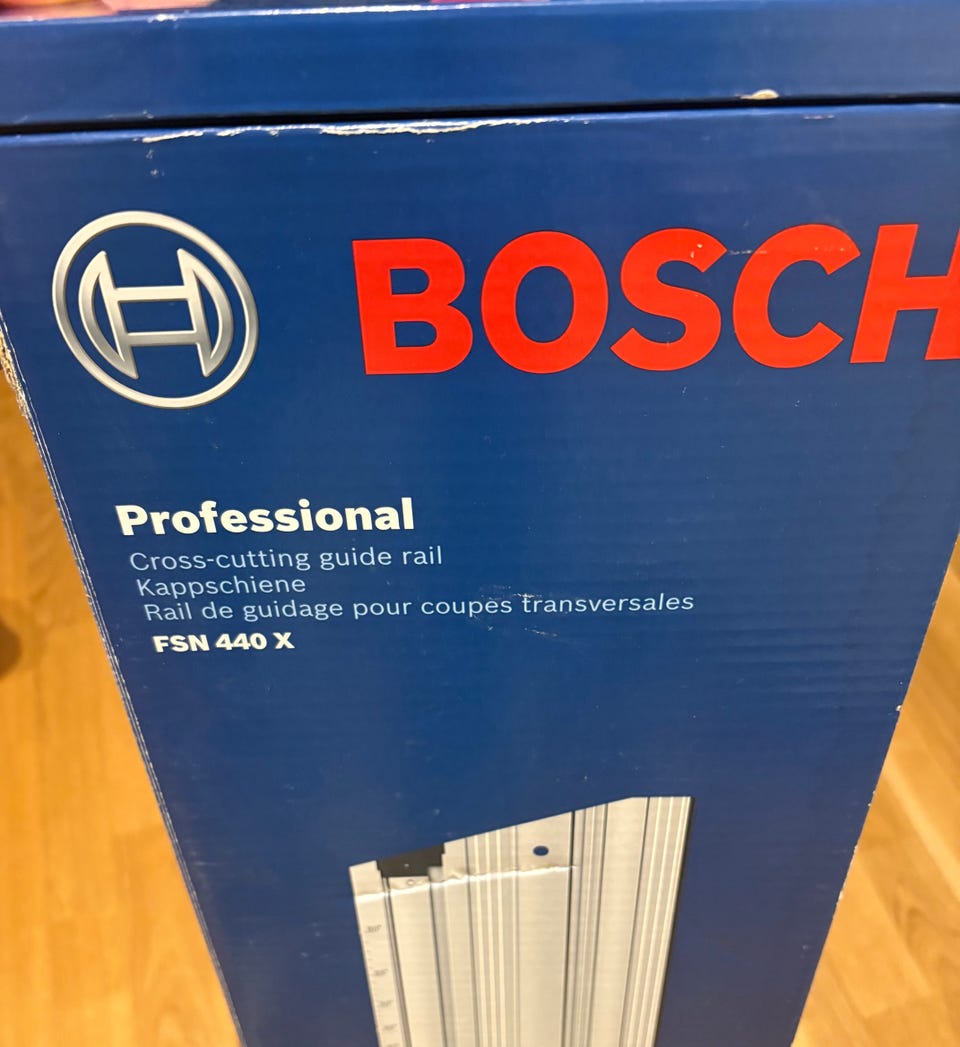 BOSCH
Professional
Cross-cutting guide rail
Kappschiene
Rail de guidage pour coupes transversales
FSN 440 X